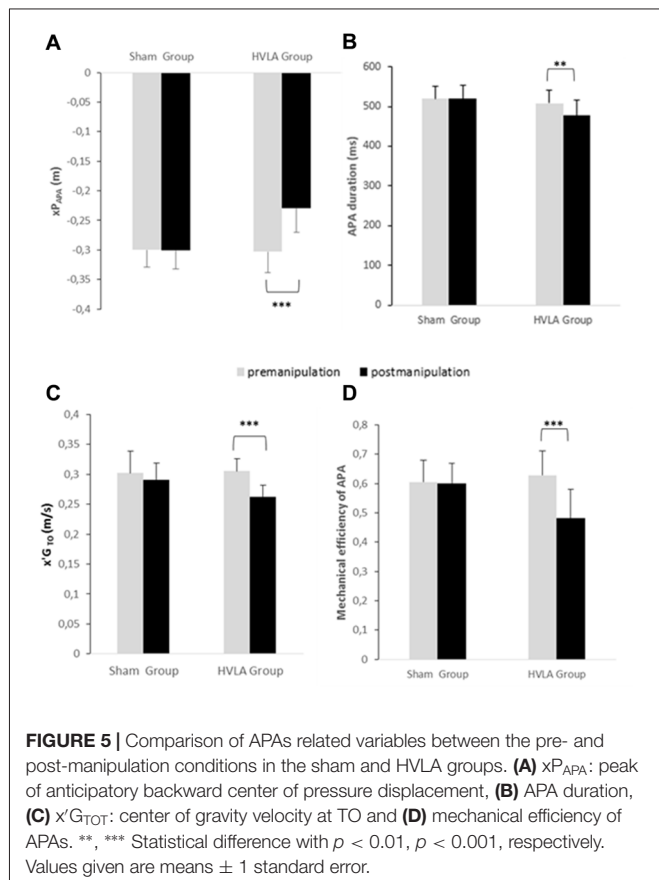 A
Sham Group HVLA Group
0
-0,05
-0,1
-0,15
-0,2
-0,25
-0,3
-0,35
-0,4
xPAPA (m)
***
B
**
600
500
400
300
200
100
0
APA duration (ms)
Sham Group HVLA Group
premanipulation postmanipulation
C
***
0,4
0,35
0,3
0,25
0,2
0,15
0,1
0,05
0
x'G TO (m/s)
Sham Group HVLA Group
D
***
0,8
0,7
0,6
0,5
0,4
0,3
0,2
0,1
0
Mechanical efficiency of APA
Sham Group HVLA Group
FIGURE 5 | Comparison of APAs related variables between the pre- and
post-manipulation conditions in the sham and HVLA groups. (A) xPAPA: peak
of anticipatory backward center of pressure displacement, (B) APA duration,
(C) x′GTOT: center of gravity velocity at TO and (D) mechanical efficiency of
APAs. **, *** Statistical difference with p < 0.01, p < 0.001, respectively.
Values given are means ± 1 standard error.